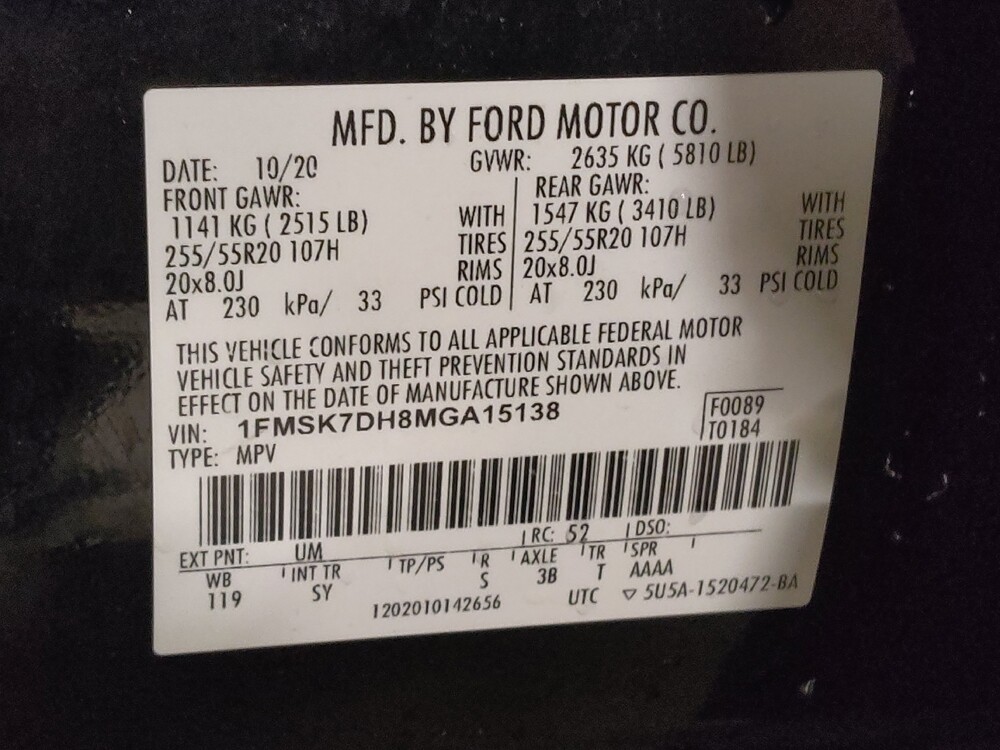 MFD. BY FORD MOTOR CO.
DATE: 10/20 GVWR: 2635 KG ( 5810 LB)
FRONT GAWR: REAR GAWR:
1141 KG ( 2515 LB) WITH 1547 KG ( 3410 LB) WITH
255/55R20 107H TIRES 255/55R20 107H TIRES
20x8.0J RIMS 20x8.0J RIMS
AT 230 kPa/ 33 PSI COLD AT 230 kPa/ 33 PSI COLD
THIS VEHICLE CONFORMS TO ALL APPLICABLE FEDERAL MOTOR
VEHICLE SAFETY AND THEFT PREVENTION STANDARDS IN
EFFECT ON THE DATE OF MANUFACTURE SHOWN ABOVE.
VIN: 1FMSK7DH8MGA15138 F0089
TYPE: MPV T0184
EXT PNT: UM RC: 52 DSO:
WB INT TR TP/PS R AXLE TR SPR
119 SY S 3B T AAAA
1202010142656 UTC ▽ 5U5A-1520472-BA